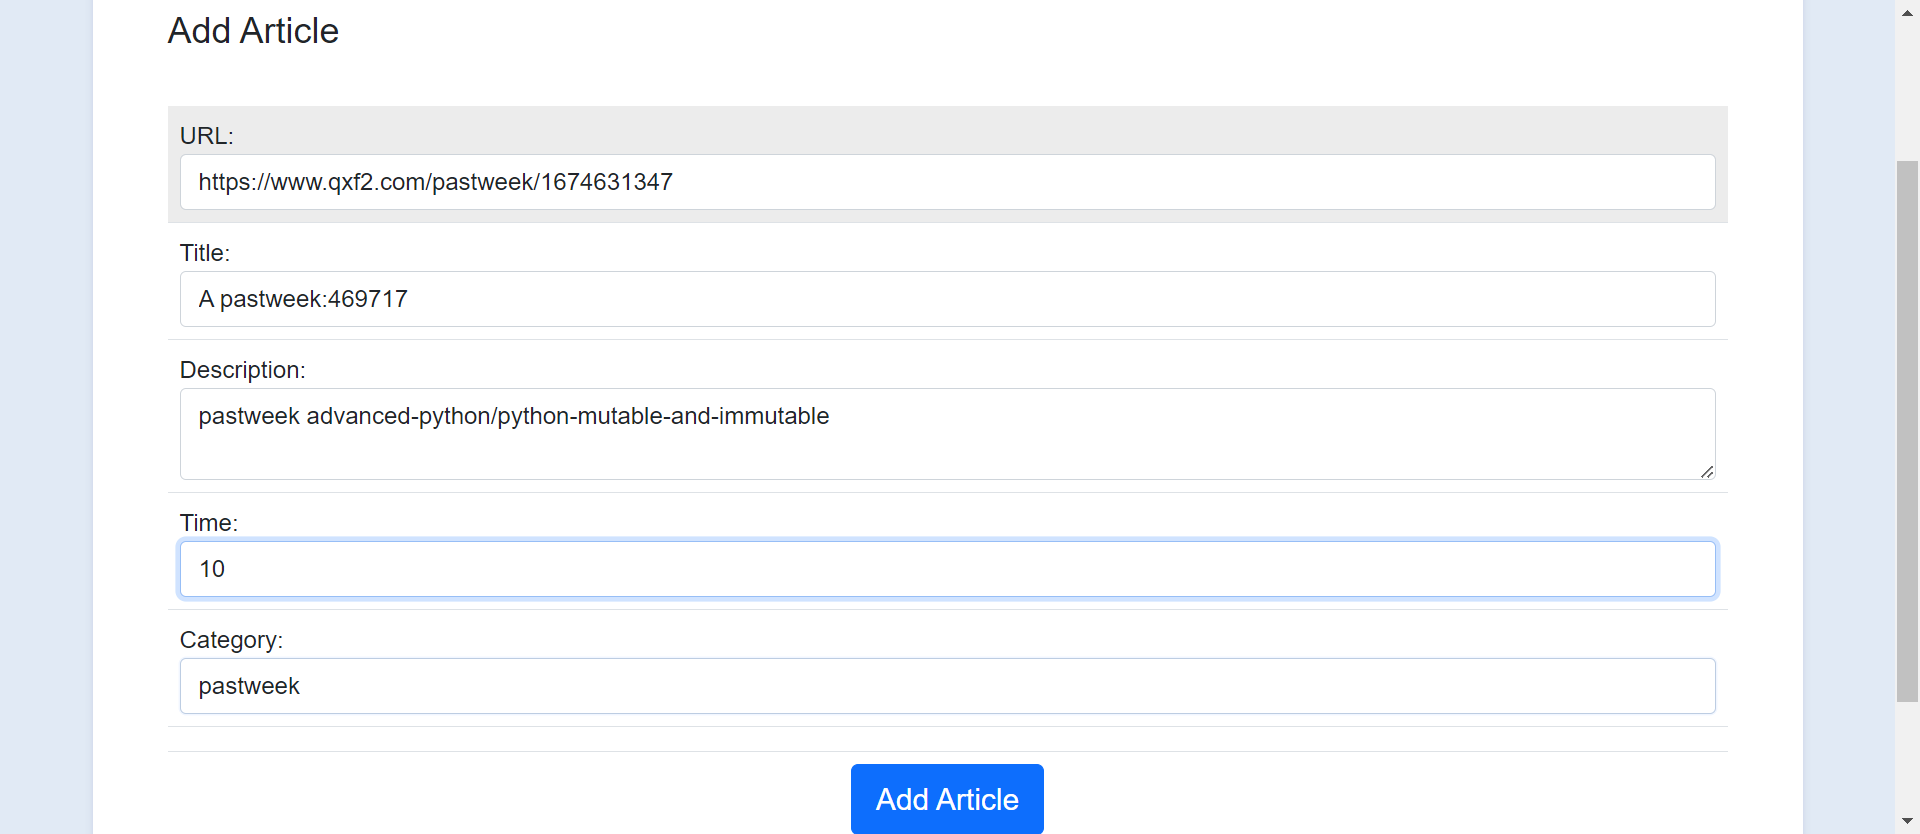 Add Article
URL:
https://www.qxf2.com/pastweek/1674631347
Title:
A pastweek:469717
Description:
pastweek advanced-python/python-mutable-and-immutable
Time:
10
Category:
pastweek
Add Article